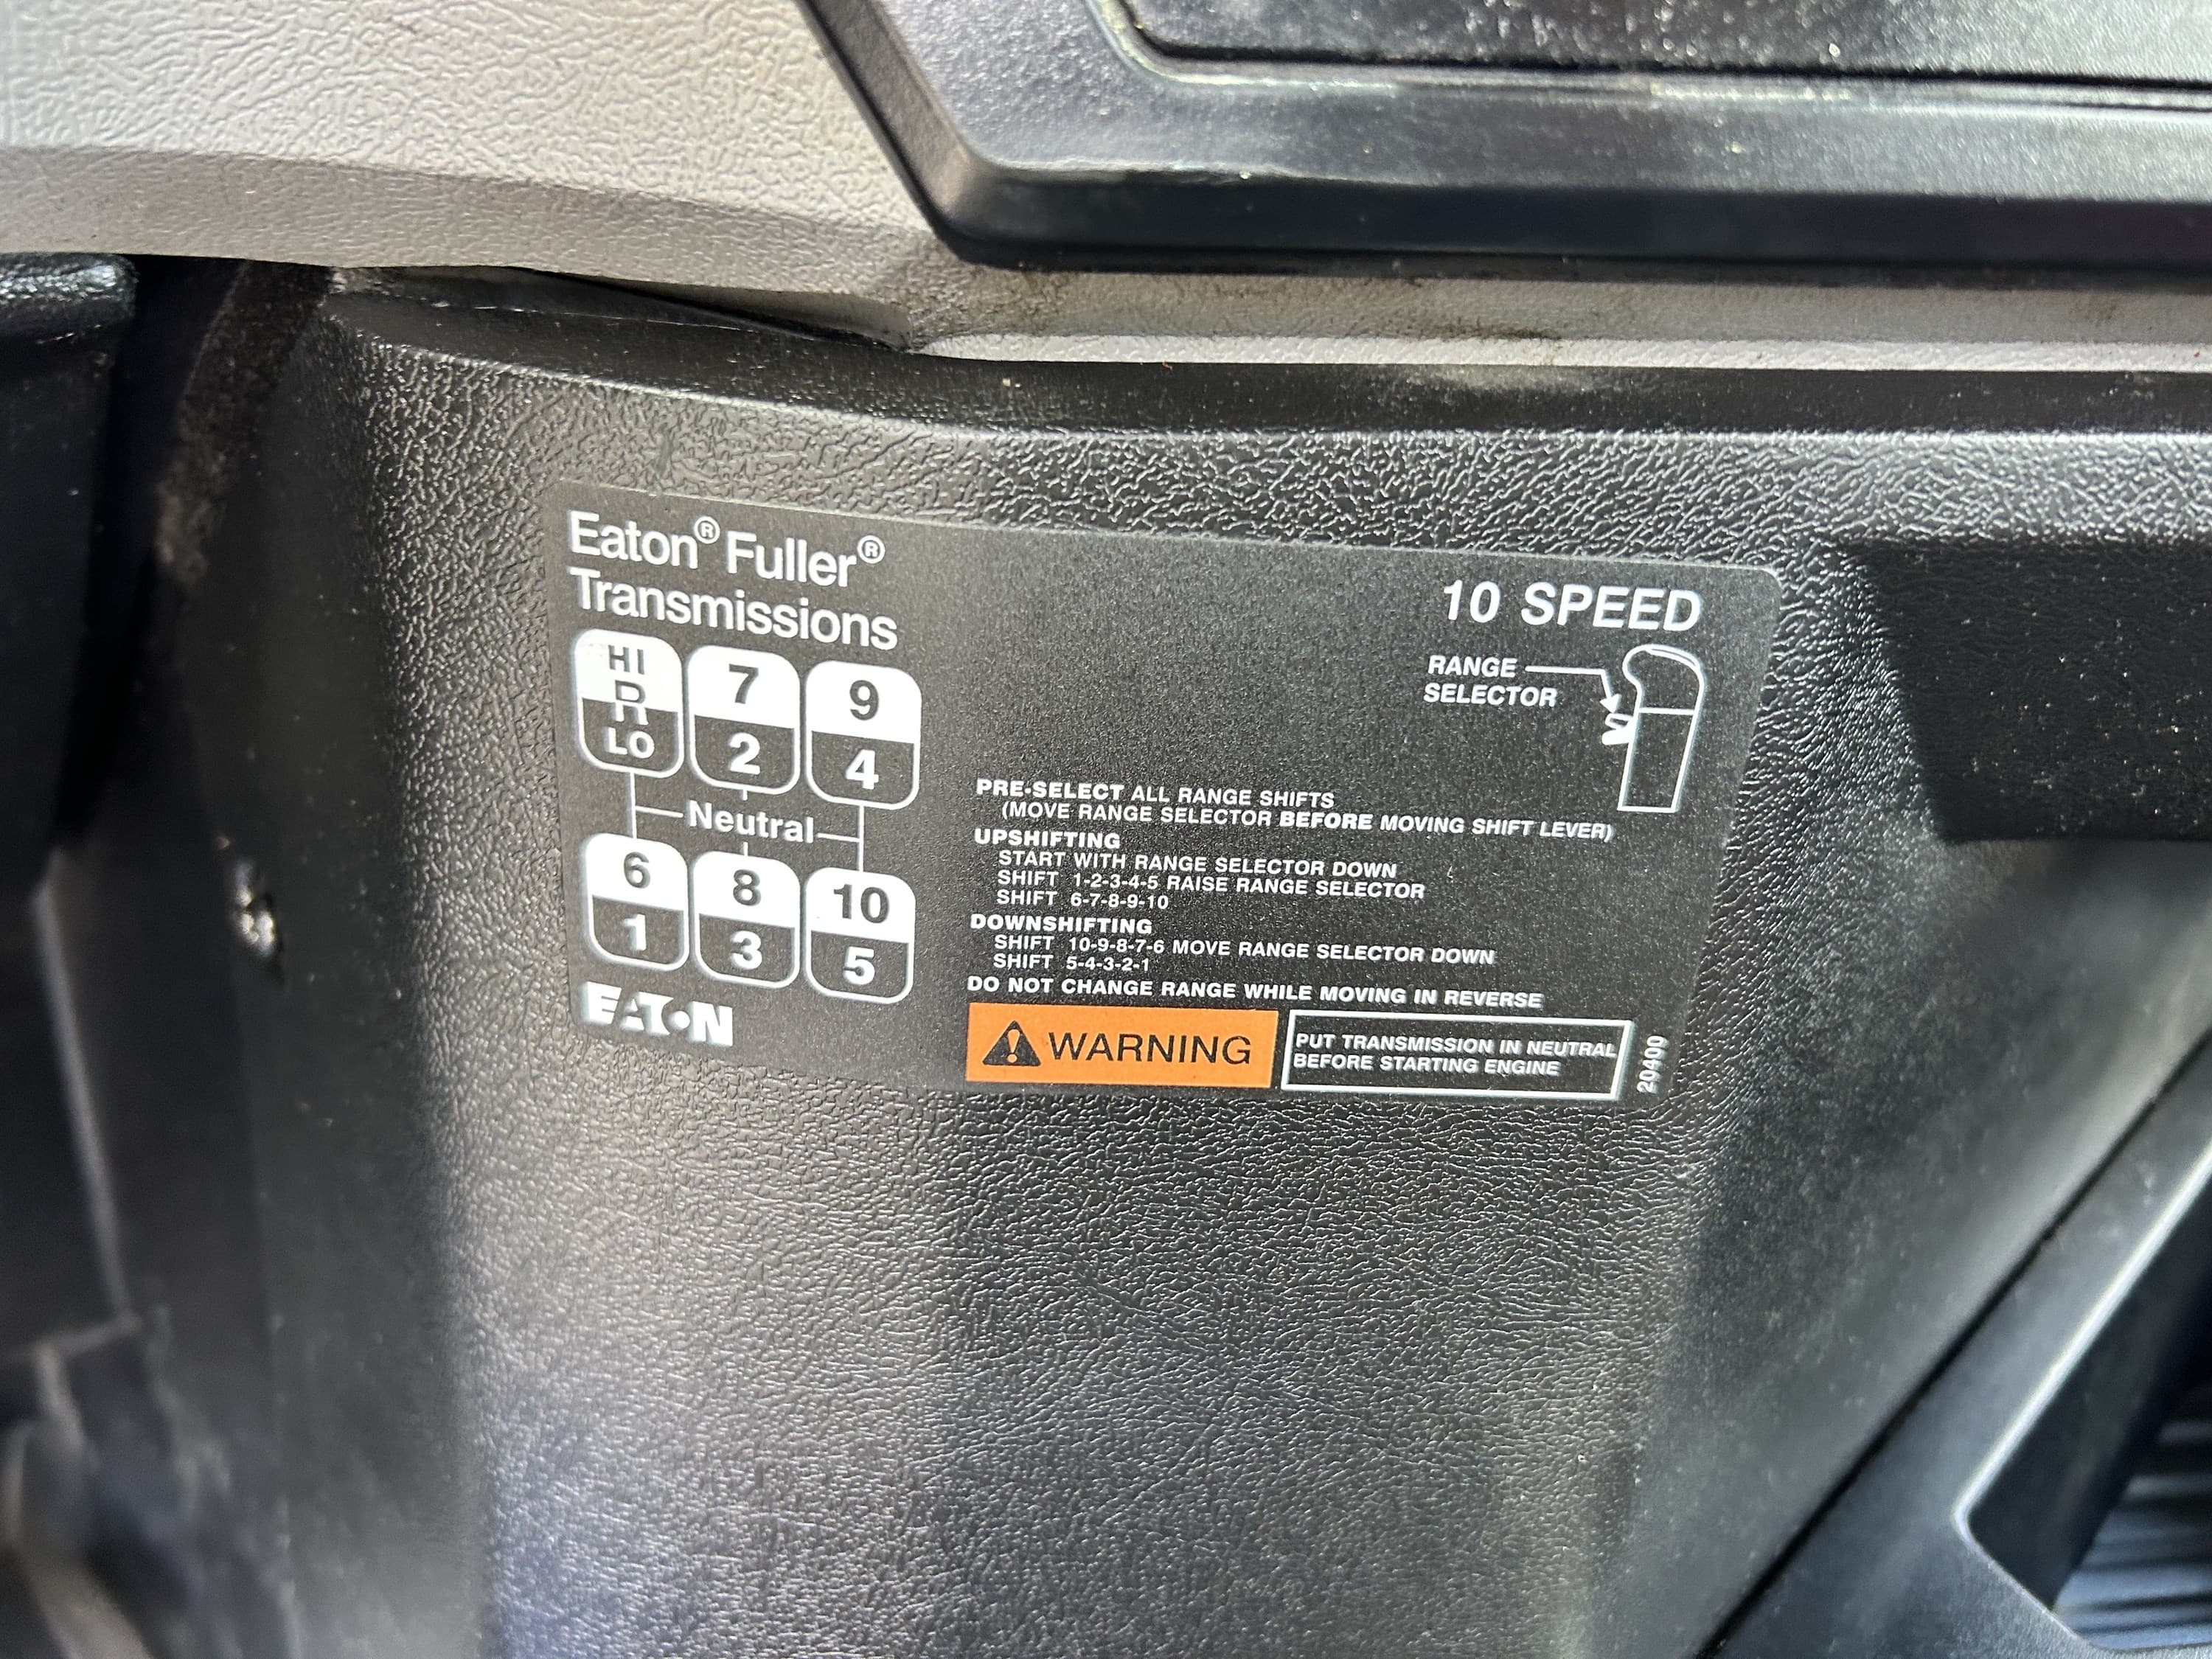 Eaton® Fuller®
Transmissions
10 SPEED
RANGE
SELECTOR
HI
R
LO
7
2
9
4
Neutral
6
1
8
3
10
5
EATON
PRE-SELECT ALL RANGE SHIFTS
(MOVE RANGE SELECTOR BEFORE MOVING SHIFT LEVER)
UPSHIFTING
START WITH RANGE SELECTOR DOWN
SHIFT 1-2-3-4-5 RAISE RANGE SELECTOR
SHIFT 6-7-8-9-10
DOWNSHIFTING
SHIFT 10-9-8-7-6 MOVE RANGE SELECTOR DOWN
SHIFT 5-4-3-2-1
DO NOT CHANGE RANGE WHILE MOVING IN REVERSE
WARNING
PUT TRANSMISSION IN NEUTRAL
BEFORE STARTING ENGINE
20400